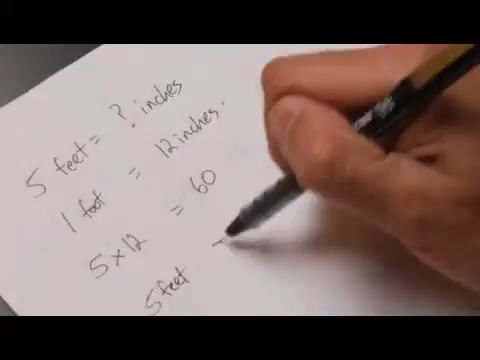 5 feet = ? inches
1 foot = 12 inches.
5 x 12 = 60
5 feet